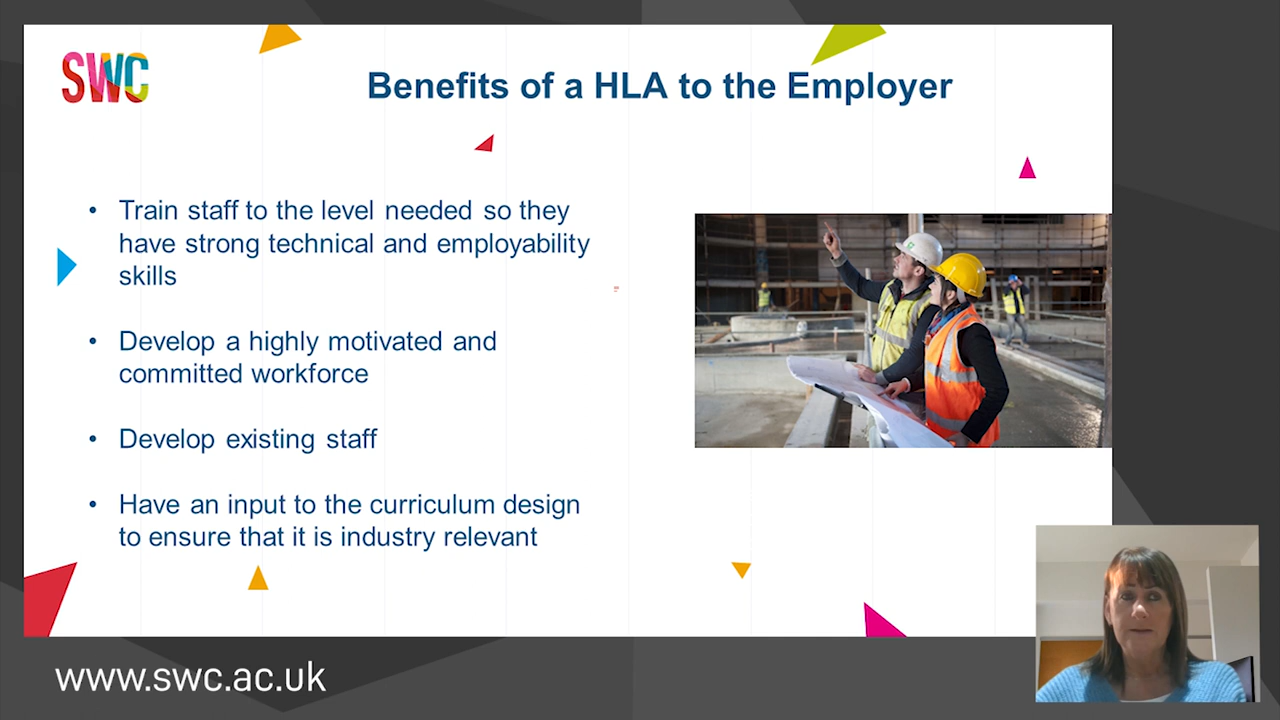 SWC
Benefits of a HLA to the Employer
• Train staff to the level needed so they
have strong technical and employability
skills
• Develop a highly motivated and
committed workforce
• Develop existing staff
• Have an input to the curriculum design
to ensure that it is industry relevant
www.swc.ac.uk